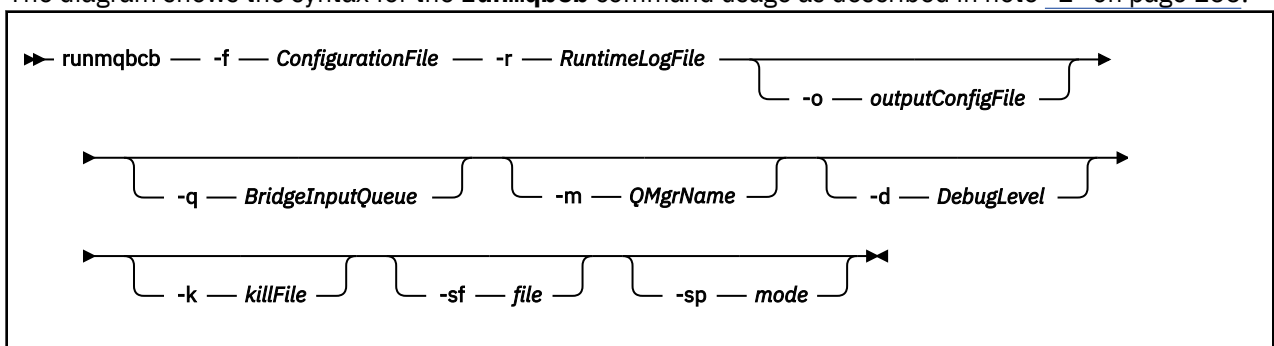 The diagram shows the syntax for the runmqbcb command usage as described in note "2" on page 200.
runmqbcb -f ConfigurationFile -r RuntimeLogFile
-o outputConfigFile
-q BridgeInputQueue -m QMgrName -d DebugLevel
-k killFile -sf file -sp mode